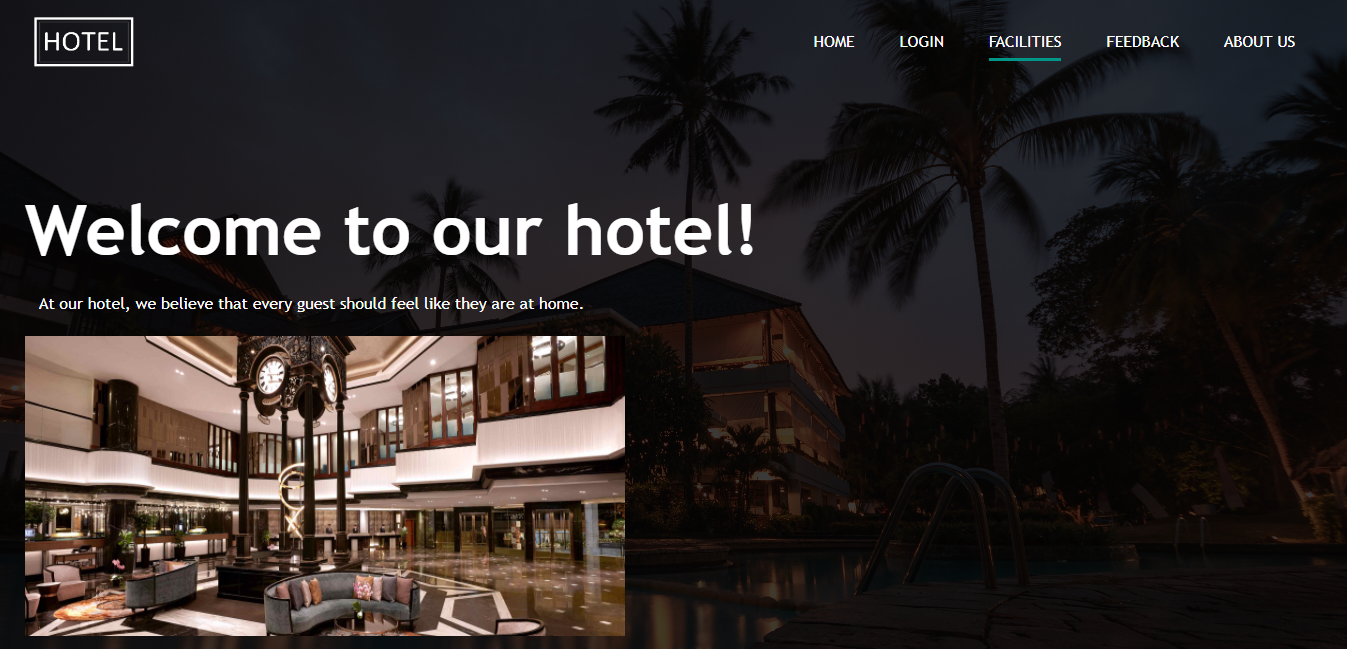 HOTEL
HOME LOGIN FACILITIES FEEDBACK ABOUT US
Welcome to our hotel!
At our hotel, we believe that every guest should feel like they are at home.